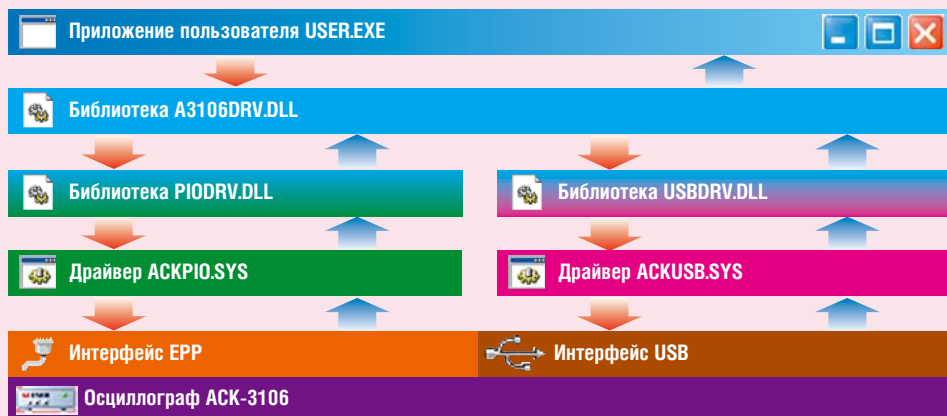 Приложение пользователя USER.EXE
Библиотека A3106DRV.DLL
Библиотека PIODRV.DLL
Библиотека USBDRV.DLL
Драйвер ACKPIO.SYS
Драйвер ACKUSB.SYS
Интерфейс EPP
Интерфейс USB
Осциллограф АСК-3106